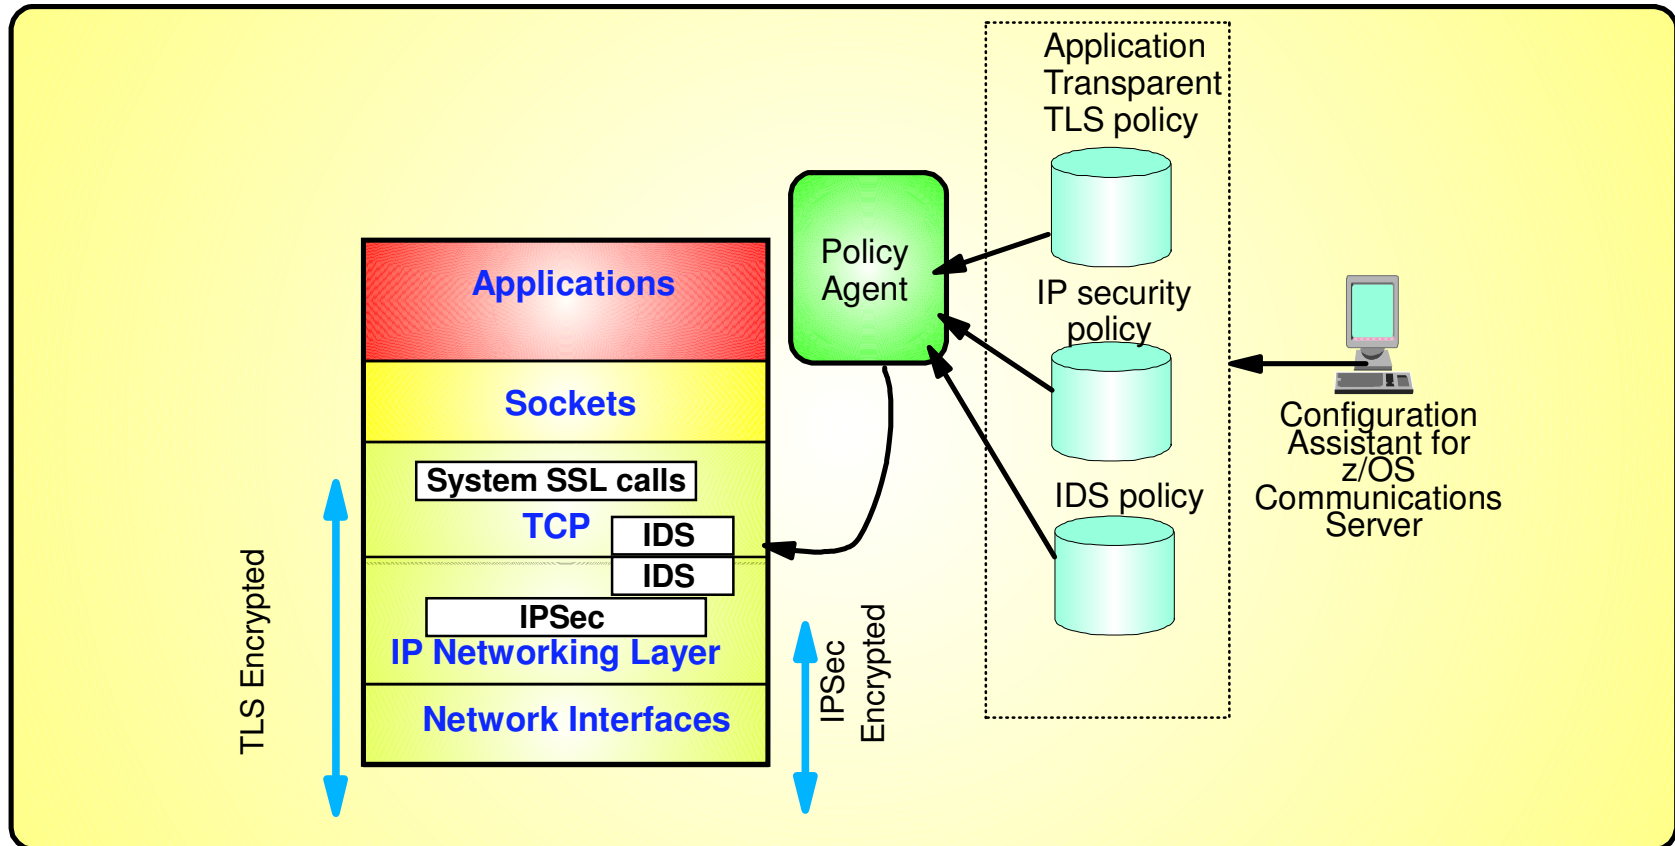 Application
Transparent
TLS policy
Policy
Agent
Applications
IP security
policy
Sockets
Configuration
Assistant for
z/OS
Communications
Server
System SSL calls
IDS policy
TCP
IDS
IDS
IPSec
IP Networking Layer
Network Interfaces
TLS Encrypted
IPSec
Encrypted